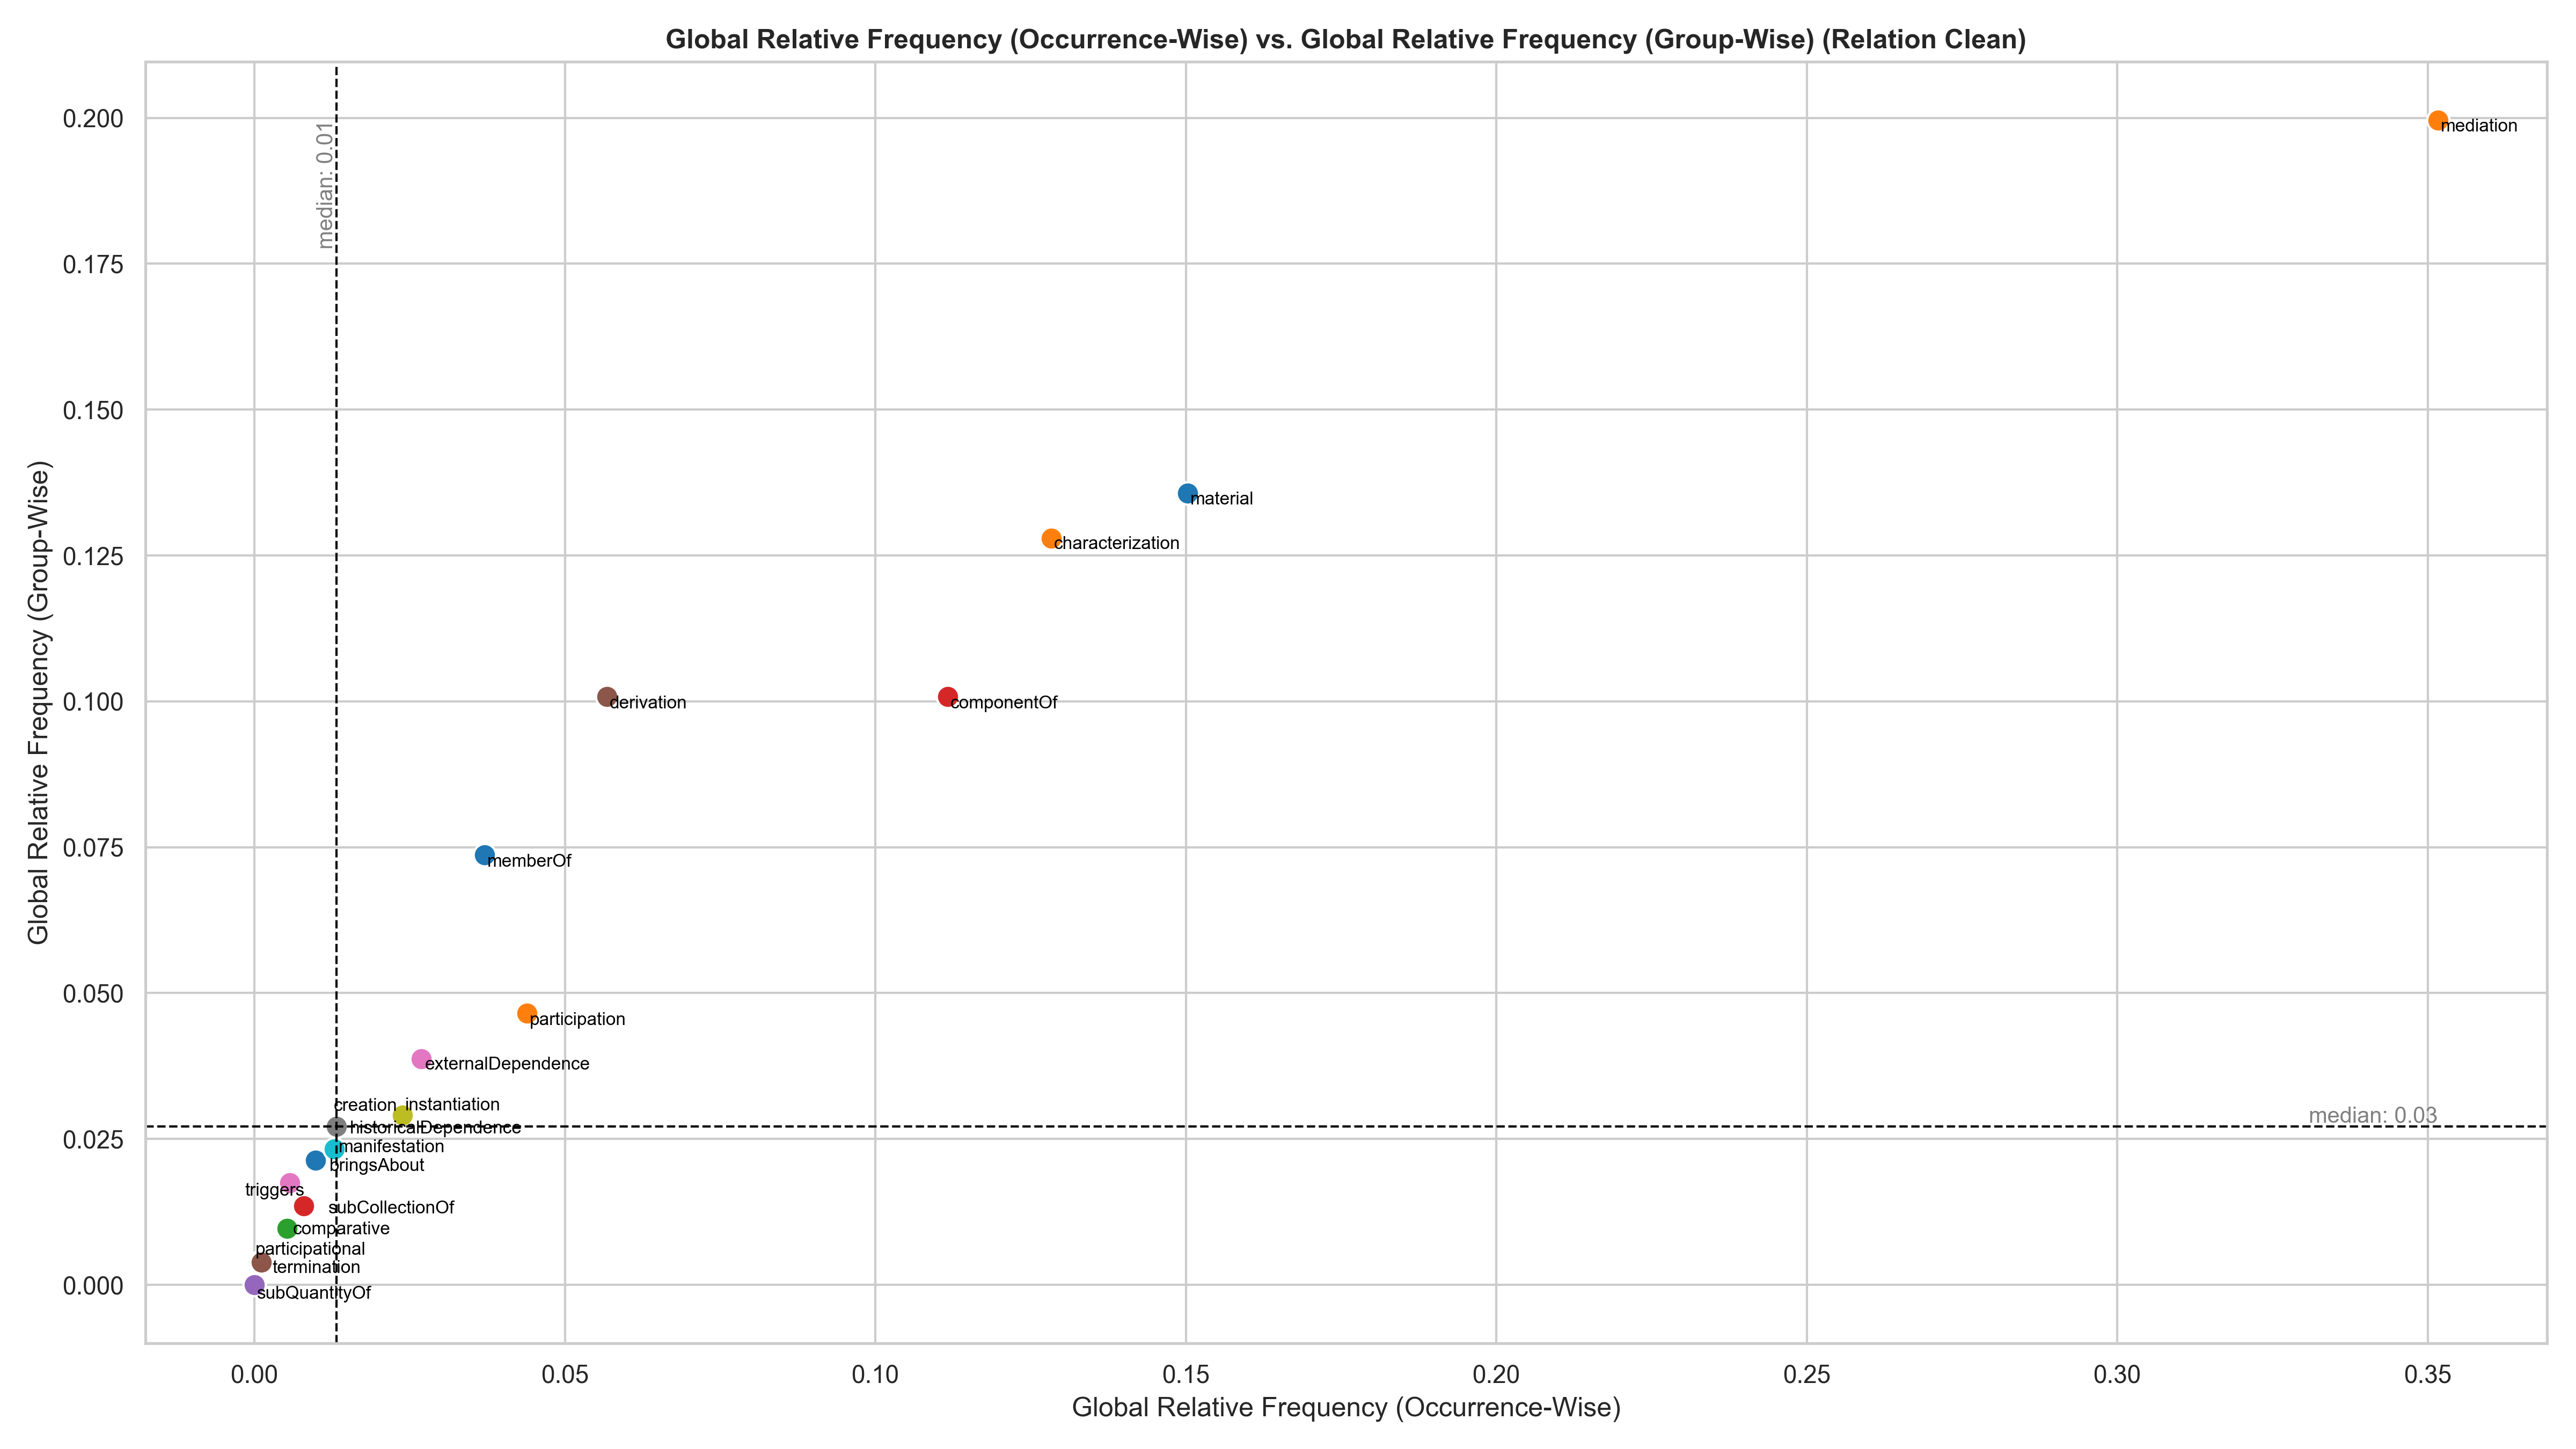 Global Relative Frequency (Occurrence-Wise) vs. Global Relative Frequency (Group-Wise) (Relation Clean)
Global Relative Frequency (Group-Wise)
0.200
0.175
0.150
0.125
0.100
0.075
0.050
0.025
0.000
median: 0.01
mediation
material
characterization
derivation
componentOf
memberOf
participation
externalDependence
creation
instantiation
median: 0.03
historicalDependence
manifestation
bringsAbout
triggers
subCollectionOf
comparative
participational
termination
subQuantityOf
0.00
0.05
0.10
0.15
0.20
0.25
0.30
0.35
Global Relative Frequency (Occurrence-Wise)